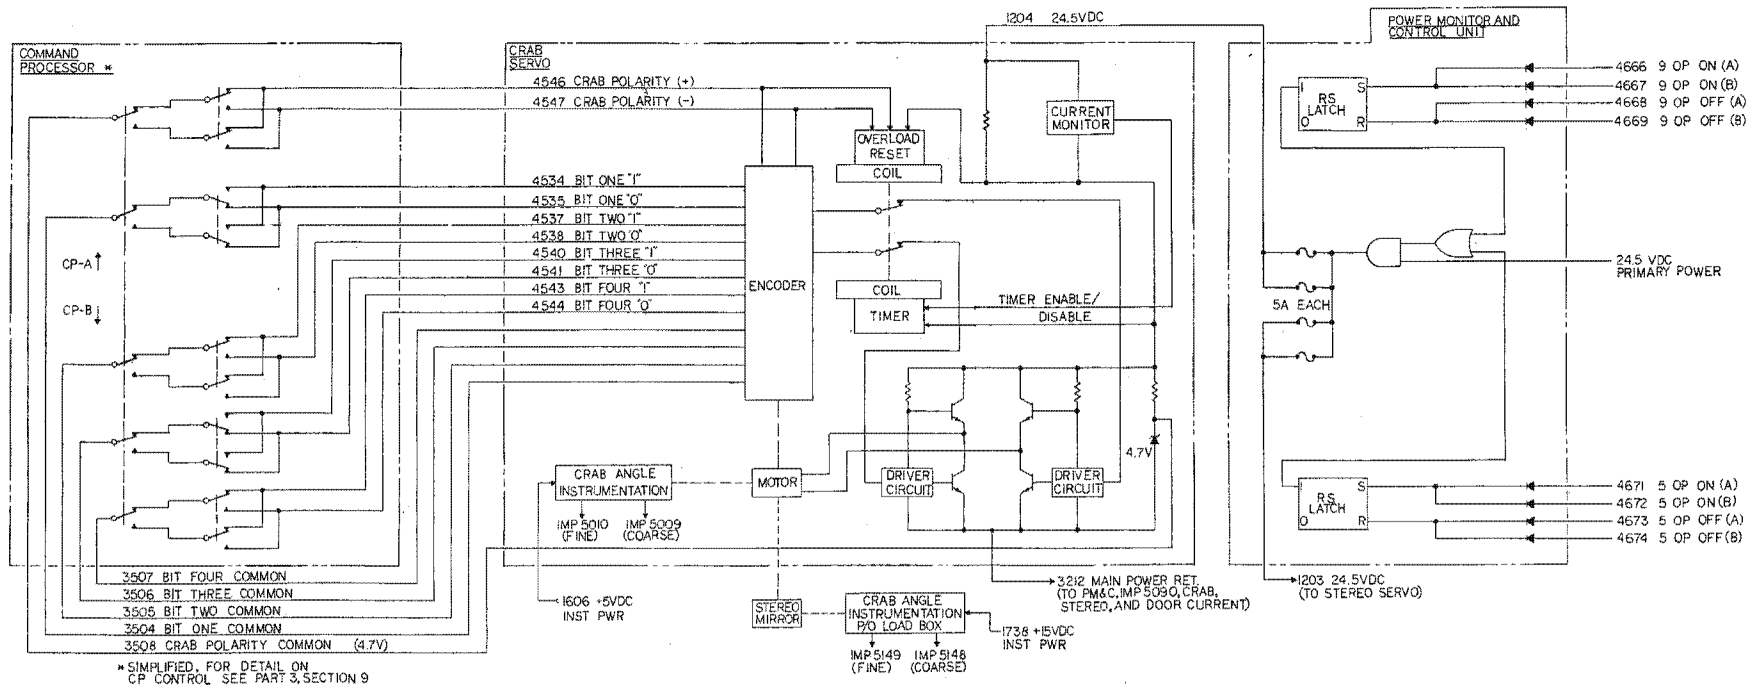 1204 24.5VDC
COMMAND
PROCESSOR *
CRAB
SERVO
POWER MONITOR AND
CONTROL UNIT
4546 CRAB POLARITY (+)
4547 CRAB POLARITY (-)
CURRENT
MONITOR
OVERLOAD
RESET
COIL
1 S
RS
LATCH
O R
4666 9 OP ON (A)
4667 9 OP ON (B)
4668 9 OP OFF (A)
4669 9 OP OFF (B)
4534 BIT ONE "1"
4535 BIT ONE "0"
4537 BIT TWO "1"
4538 BIT TWO "0"
4540 BIT THREE "1"
4541 BIT THREE "0"
4543 BIT FOUR "1"
4544 BIT FOUR "0"
CP-A
CP-B
ENCODER
COIL
TIMER
TIMER ENABLE/
DISABLE
24.5 VDC
PRIMARY POWER
5A EACH
4.7V
CRAB ANGLE
INSTRUMENTATION
MOTOR
DRIVER
CIRCUIT
DRIVER
CIRCUIT
IMP 5010
(FINE)
IMP 5009
(COARSE)
1 S
RS
LATCH
O R
4671 5 OP ON (A)
4672 5 OP ON (B)
4673 5 OP OFF (A)
4674 5 OP OFF (B)
3507 BIT FOUR COMMON
3506 BIT THREE COMMON
3505 BIT TWO COMMON
3504 BIT ONE COMMON
3508 CRAB POLARITY COMMON (4.7V)
1606 +5VDC
INST PWR
STEREO
MIRROR
CRAB ANGLE
INSTRUMENTATION
P/O LOAD BOX
3212 MAIN POWER RET.
(TO PM&C, IMP 5090, CRAB,
STEREO, AND DOOR CURRENT)
1203 24.5VDC
(TO STEREO SERVO)
1738 +15VDC
INST PWR
IMP 5149
(FINE)
IMP 5148
(COARSE)
* SIMPLIFIED, FOR DETAIL ON
CP CONTROL SEE PART 3, SECTION 9